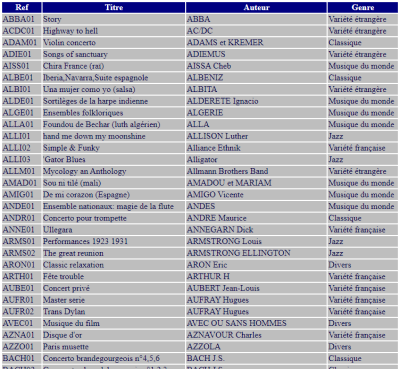 Ref Titre Auteur Genre
ABBA01 Story ABBA Variété étrangère
ACDC01 Highway to hell AC/DC Variété étrangère
ADAM01 Violin concerto ADAMS et KREMER Classique
ADIE01 Songs of sanctuary ADIEMUS Variété étrangère
AISS01 Chira France (raï) AISSA Cheb Musique du monde
ALBE01 Iberia,Navarra,Suite espagnole ALBENIZ Classique
ALBI01 Una mujer como yo (salsa) ALBITA Variété étrangère
ALDE01 Sortilèges de la harpe indienne ALDERETE Ignacio Musique du monde
ALGE01 Ensembles folkloriques ALGERIE Musique du monde
ALLA01 Foundou de Bechar (luth algérien) ALLA Musique du monde
ALLI01 hand me down my moonshine ALLISON Luther Jazz
ALLI02 Simple & Funky Alliance Ethnik Variété française
ALLI03 'Gator Blues Alligator Jazz
ALLM01 Mycology an Anthology Allmann Brothers Band Variété étrangère
AMAD01 Sou ni tilé (mali) AMADOU et MARIAM Musique du monde
AMIG01 De mi corazon (Espagne) AMIGO Vicente Musique du monde
ANDE01 Ensemble nationaux: magie de la flute ANDES Musique du monde
ANDR01 Concerto pour trompette ANDRE Maurice Classique
ANNE01 Ullegara ANNEGARN Dick Variété française
ARMS01 Performances 1923 1931 ARMSTRONG Louis Jazz
ARMS02 The great reunion ARMSTRONG ELLINGTON Jazz
ARON01 Classic relaxation ARON Eric Divers
ARTH01 Fête trouble ARTHUR H Variété française
AUBE01 Concert privé AUBERT Jean-Louis Variété française
AUFR01 Master serie AUFRAY Hugues Variété française
AUFR02 Trans Dylan AUFRAY Hugues Variété française
AVEC01 Musique du film AVEC OU SANS HOMMES Divers
AZNA01 Disque d'or AZNAVOUR Charles Variété française
AZZO01 Paris musette AZZOLA Divers
BACH01 Concerto brandegourgeois n°4,5,6 BACH J.S. Classique